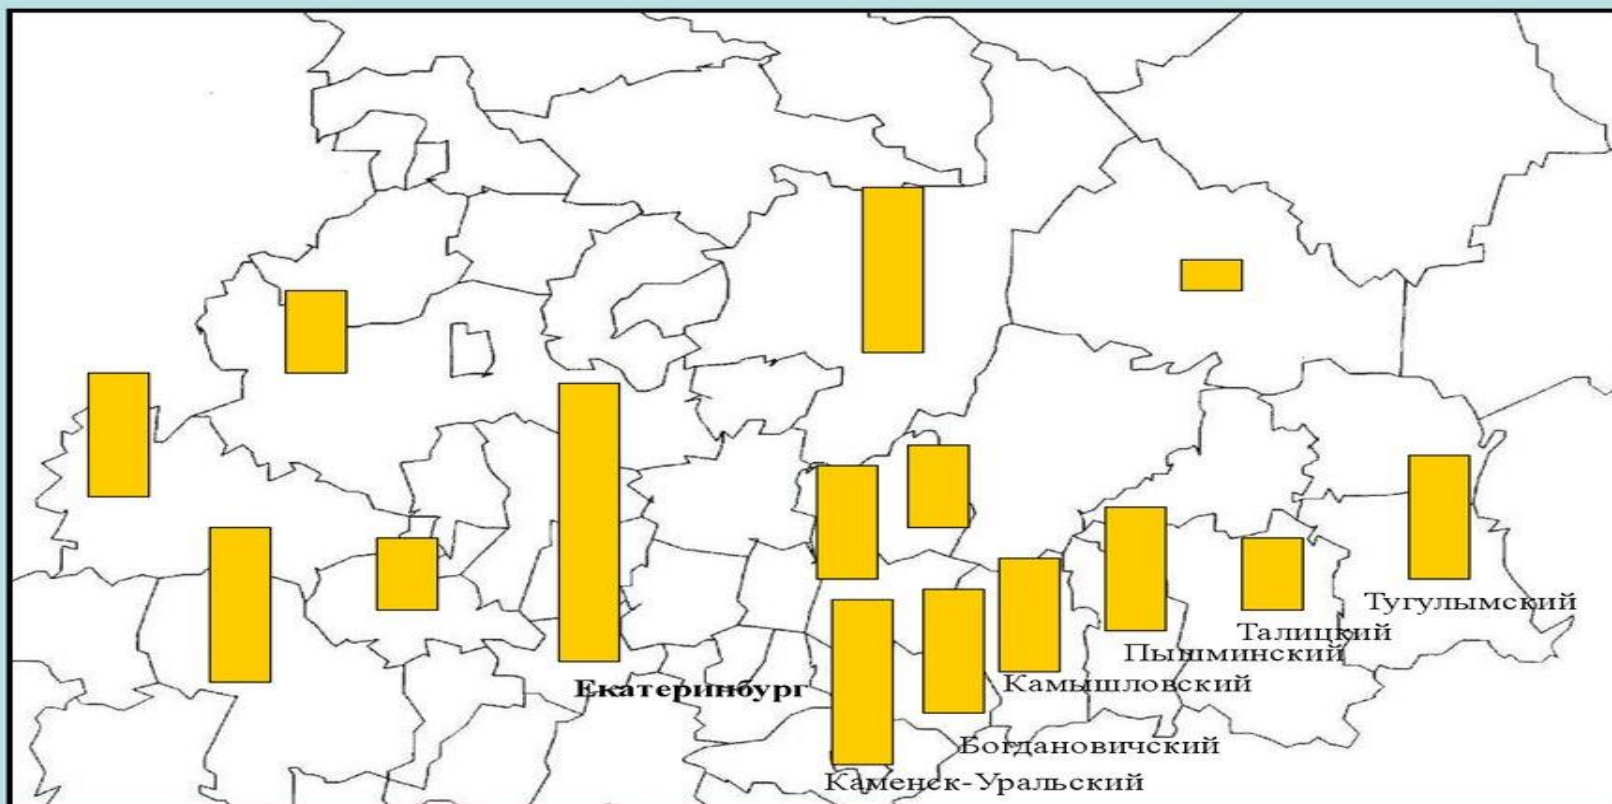 Тугулымский
Талицкий
Пышминский
Камышловский
Екатеринбург
Богдановичский
Каменск-Уральский